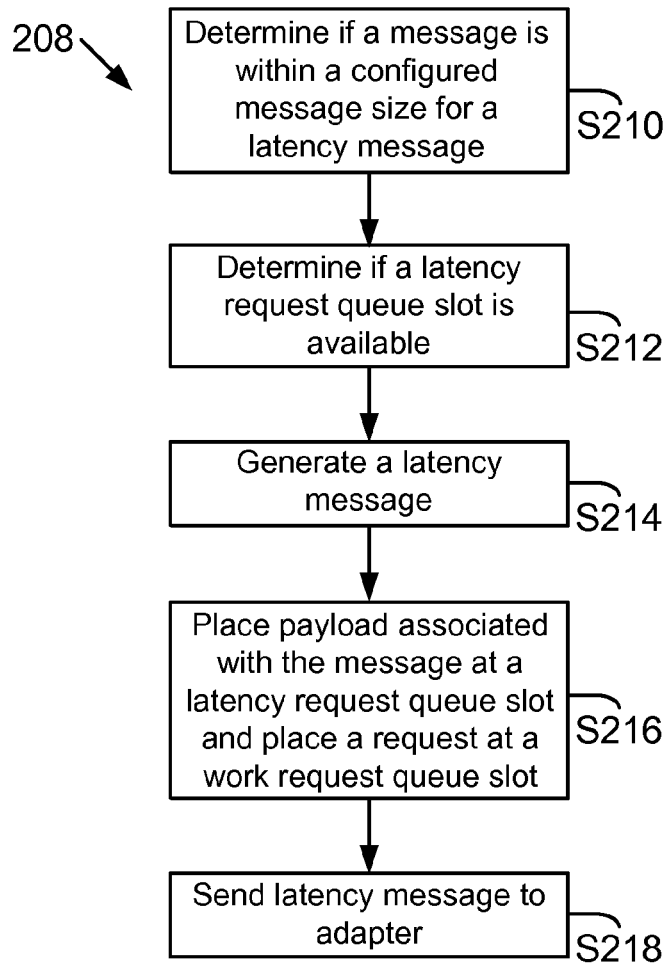 208
Determine if a message is
within a configured
message size for a
latency message
S210
Determine if a latency
request queue slot is
available
S212
Generate a latency
message
S214
Place payload associated
with the message at a
latency request queue slot
and place a request at a
work request queue slot
S216
Send latency message to
adapter
S218